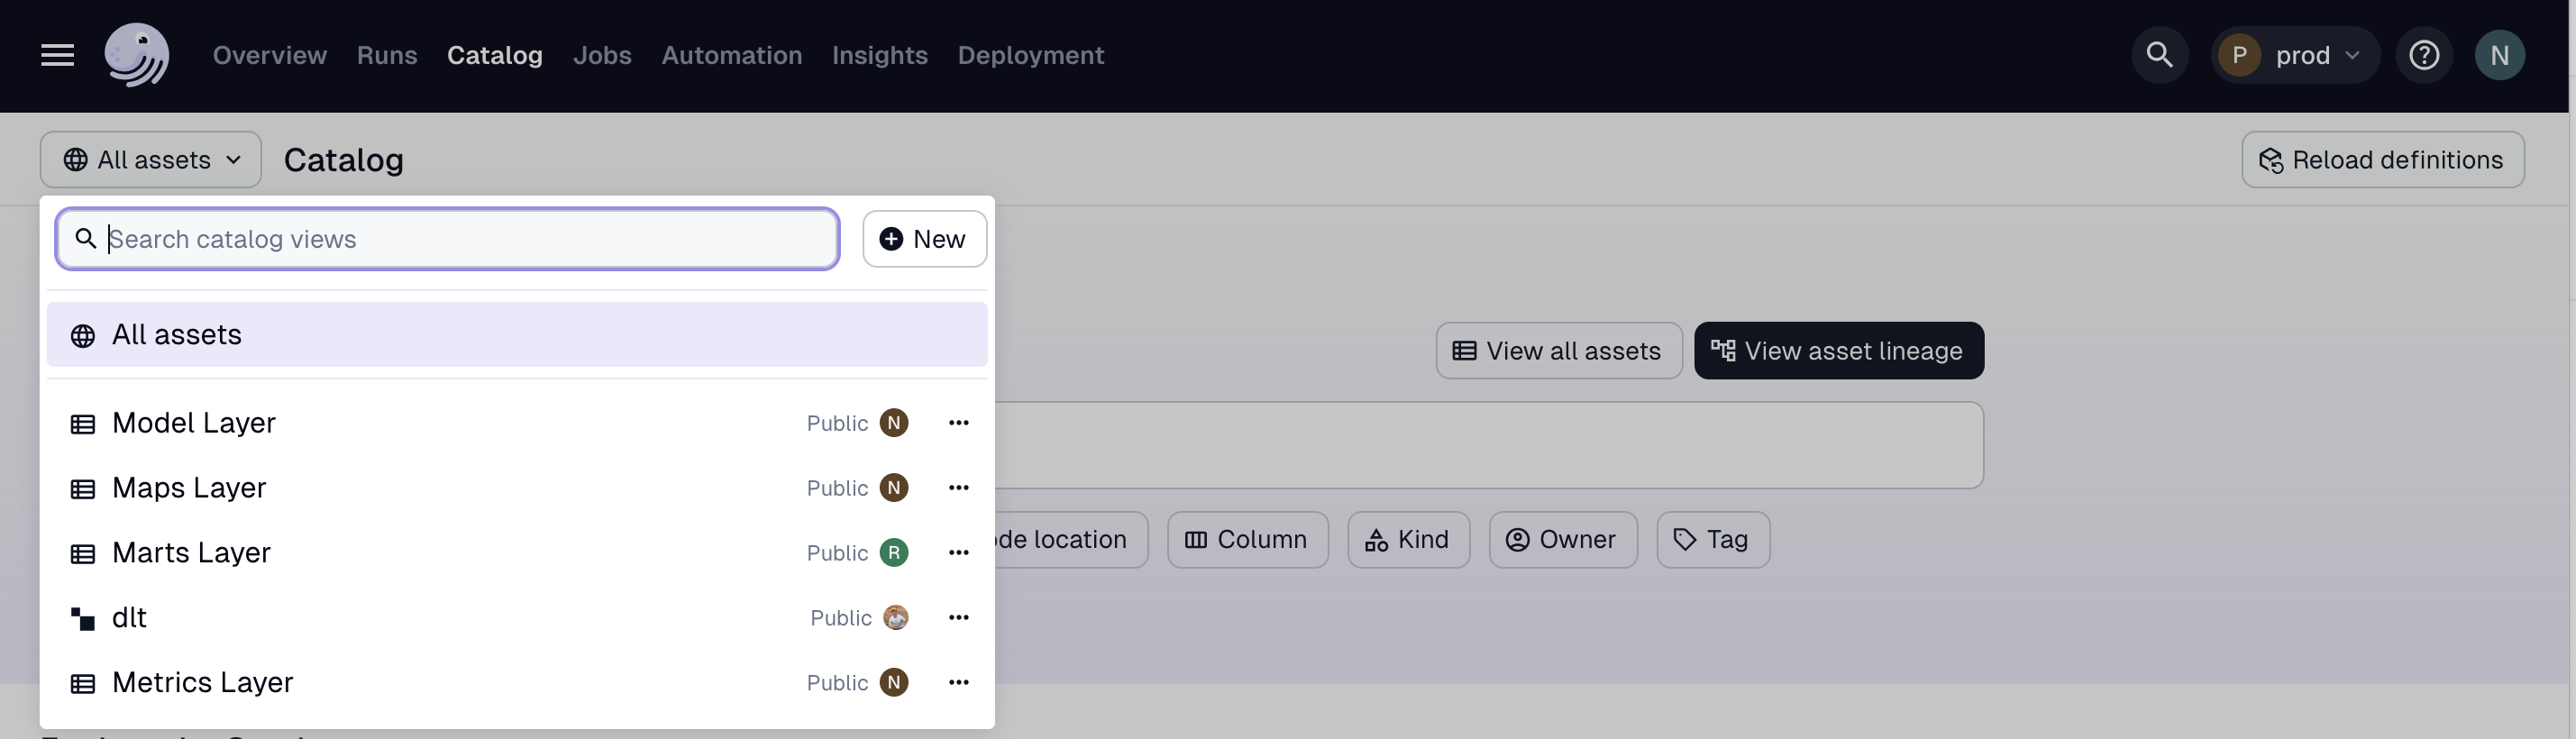 Overview Runs Catalog Jobs Automation Insights Deployment
P prod N
All assets Catalog
Reload definitions
Search catalog views
New
All assets
View all assets View asset lineage
Model Layer Public N
Maps Layer Public N
ode location Column Kind Owner Tag
Marts Layer Public R
dlt Public
Metrics Layer Public N